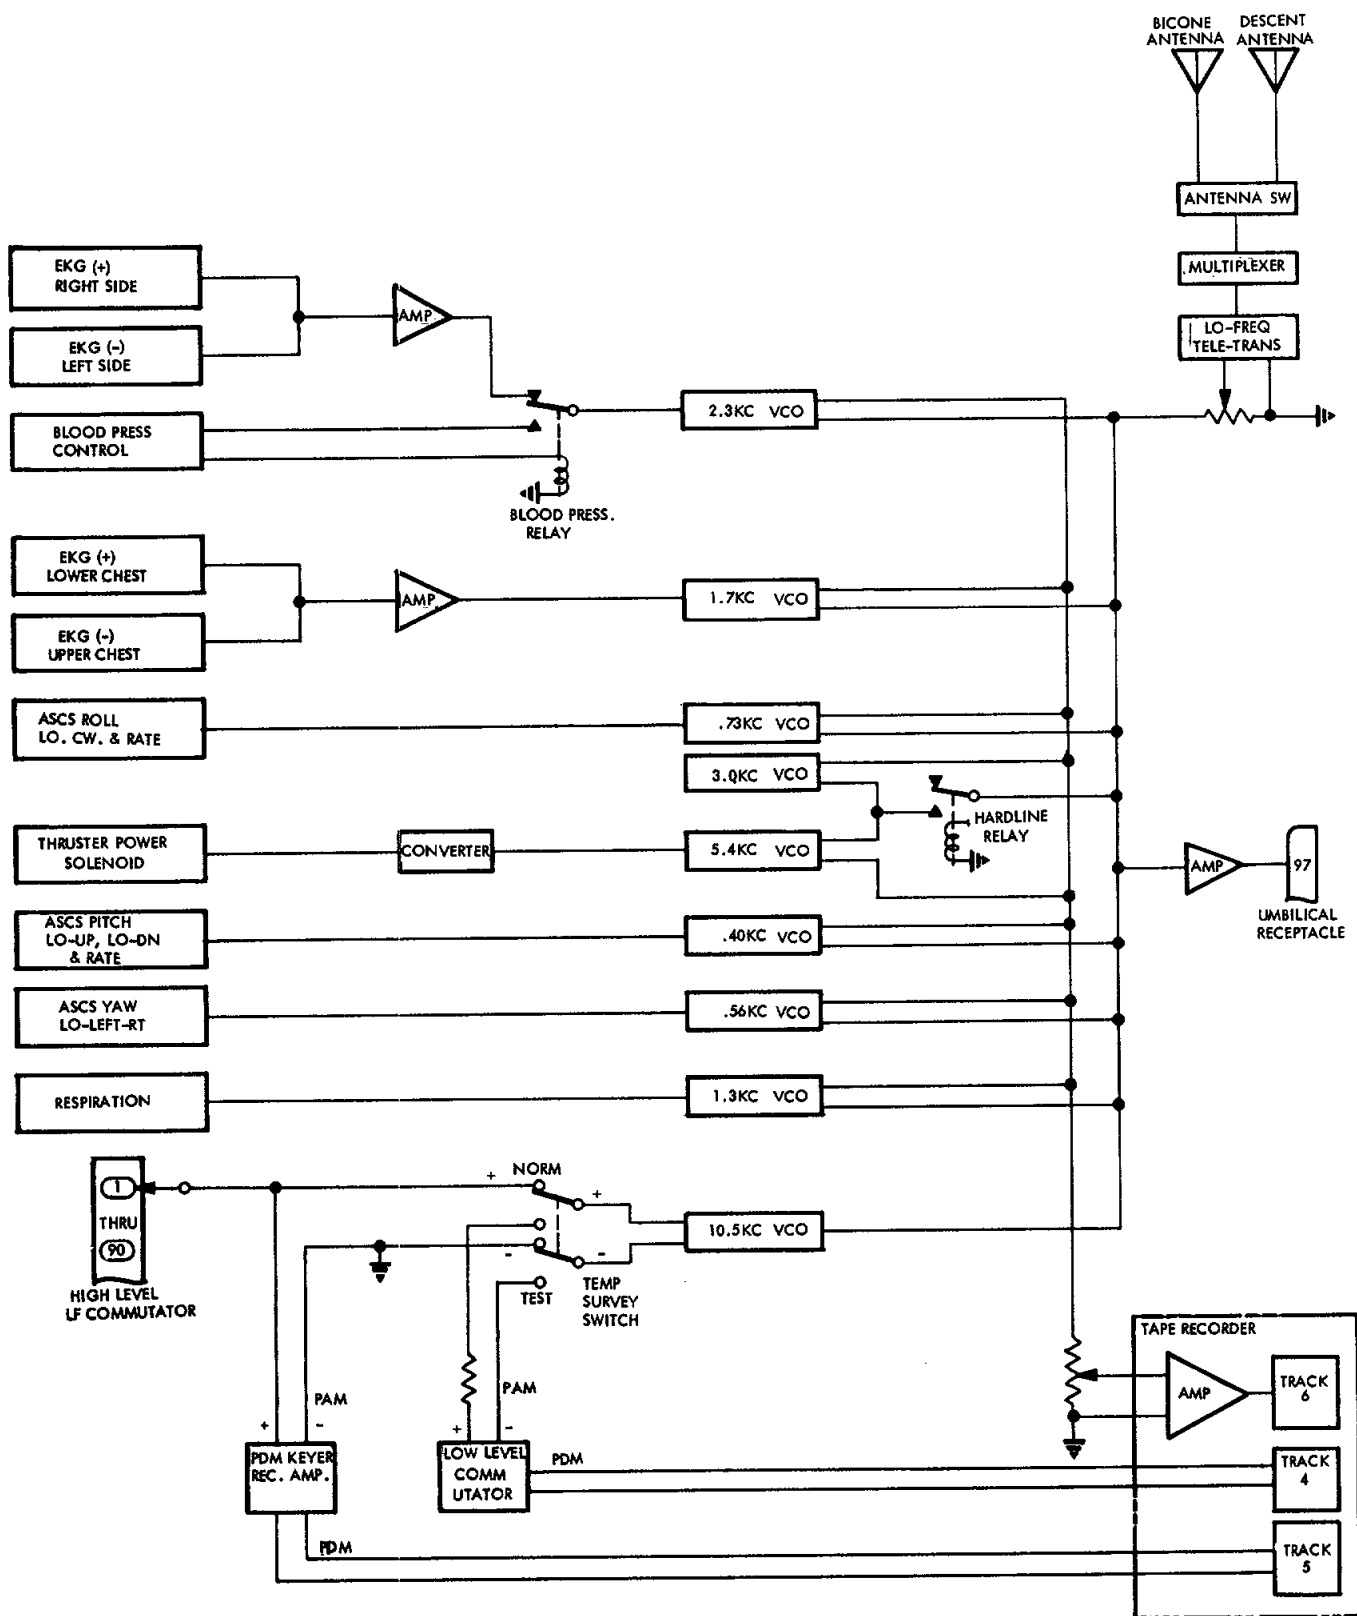 BICONE
ANTENNA
DESCENT
ANTENNA
ANTENNA SW
MULTIPLEXER
LO-FREQ
TELE-TRANS
EKG (+)
RIGHT SIDE
EKG (-)
LEFT SIDE
AMP
BLOOD PRESS
CONTROL
2.3KC VCO
BLOOD PRESS.
RELAY
EKG (+)
LOWER CHEST
EKG (-)
UPPER CHEST
AMP.
1.7KC VCO
ASCS ROLL
LO. CW. & RATE
.73KC VCO
3.0KC VCO
HARDLINE
RELAY
THRUSTER POWER
SOLENOID
CONVERTER
5.4KC VCO
AMP
97
UMBILICAL
RECEPTACLE
ASCS PITCH
LO-UP, LO-DN
& RATE
.40KC VCO
ASCS YAW
LO-LEFT-RT
.56KC VCO
RESPIRATION
1.3KC VCO
1
THRU
90
HIGH LEVEL
LF COMMUTATOR
+ NORM
+
-
-
TEST
TEMP
SURVEY
SWITCH
10.5KC VCO
PAM
+ -
PDM KEYER
REC. AMP.
PAM
+ -
LOW LEVEL
COMM
UTATOR
PDM
PDM
TAPE RECORDER
AMP
TRACK
6
TRACK
4
TRACK
5